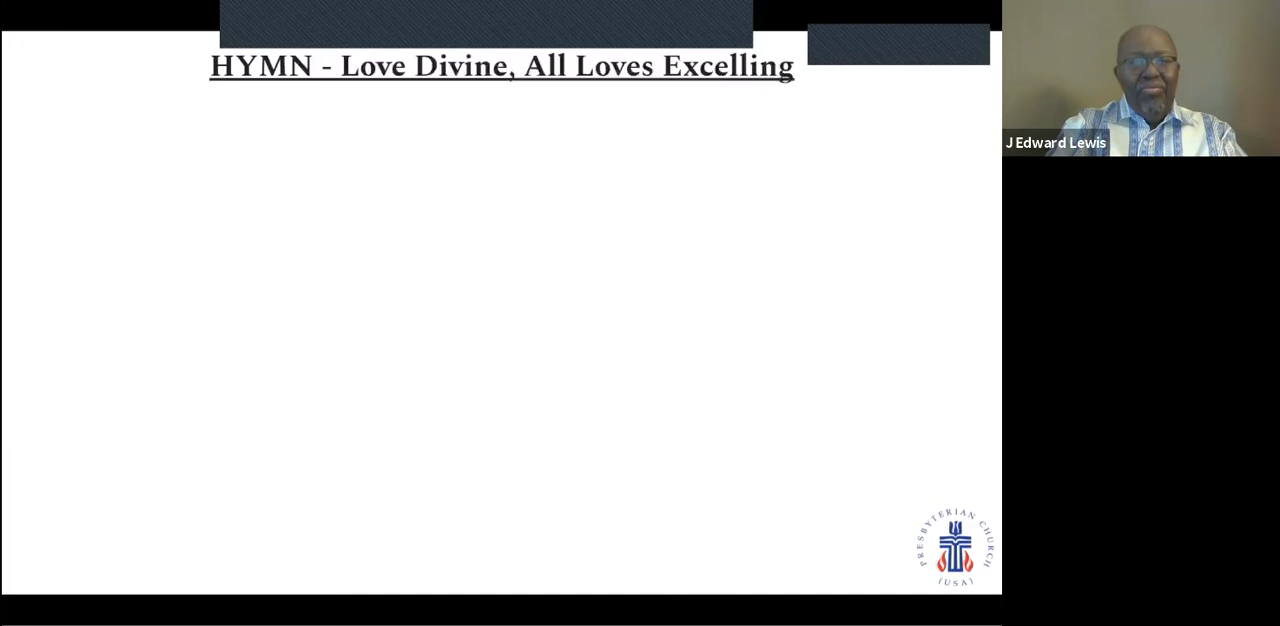 HYMN - Love Divine, All Loves Excelling
J Edward Lewis
PRESBYTERIAN CHURCH
(USA)